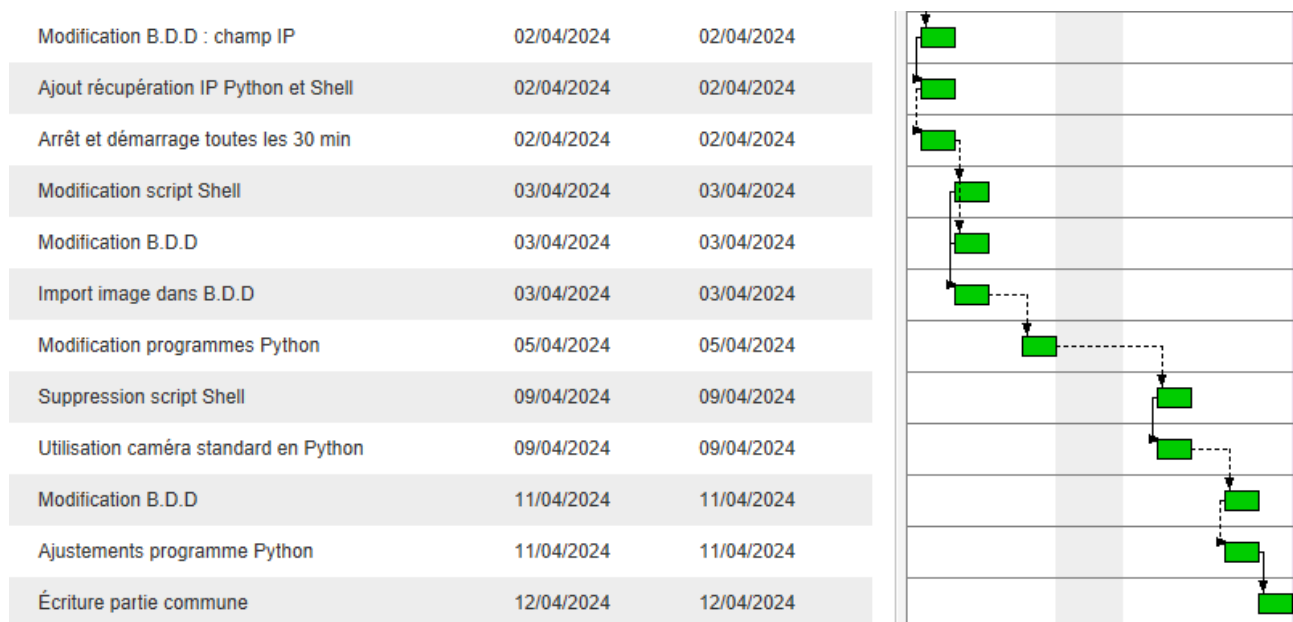 Modification B.D.D : champ IP 02/04/2024 02/04/2024
Ajout récupération IP Python et Shell 02/04/2024 02/04/2024
Arrêt et démarrage toutes les 30 min 02/04/2024 02/04/2024
Modification script Shell 03/04/2024 03/04/2024
Modification B.D.D 03/04/2024 03/04/2024
Import image dans B.D.D 03/04/2024 03/04/2024
Modification programmes Python 05/04/2024 05/04/2024
Suppression script Shell 09/04/2024 09/04/2024
Utilisation caméra standard en Python 09/04/2024 09/04/2024
Modification B.D.D 11/04/2024 11/04/2024
Ajustements programme Python 11/04/2024 11/04/2024
Écriture partie commune 12/04/2024 12/04/2024